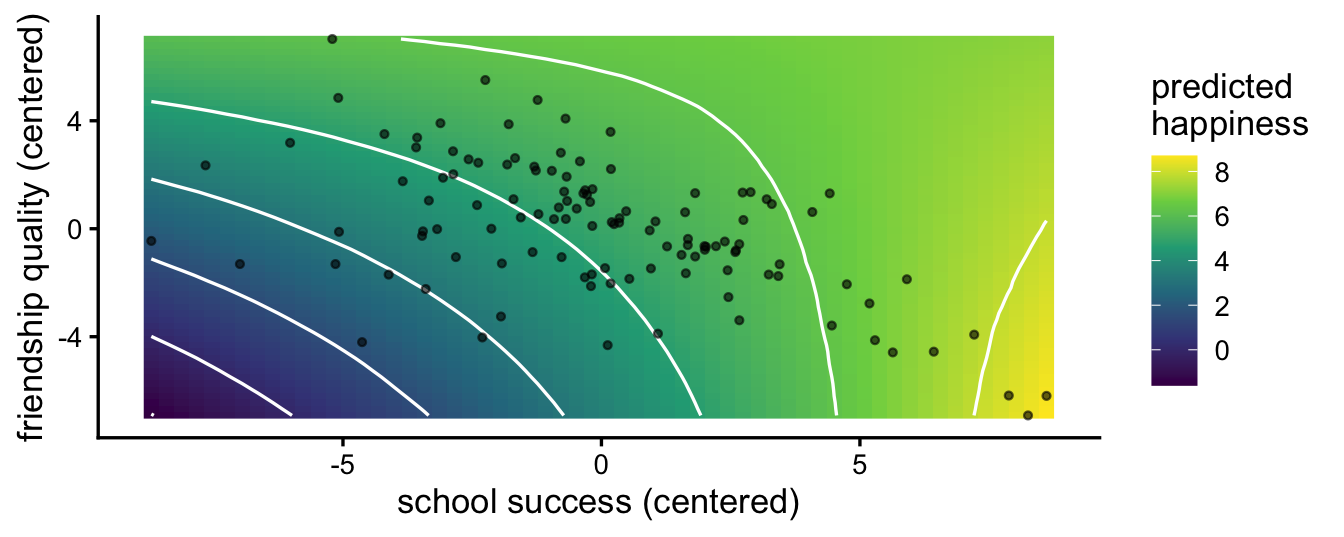 friendship quality (centered)
4
0
-4
-5
0
5
school success (centered)
predicted
happiness
8
6
4
2
0